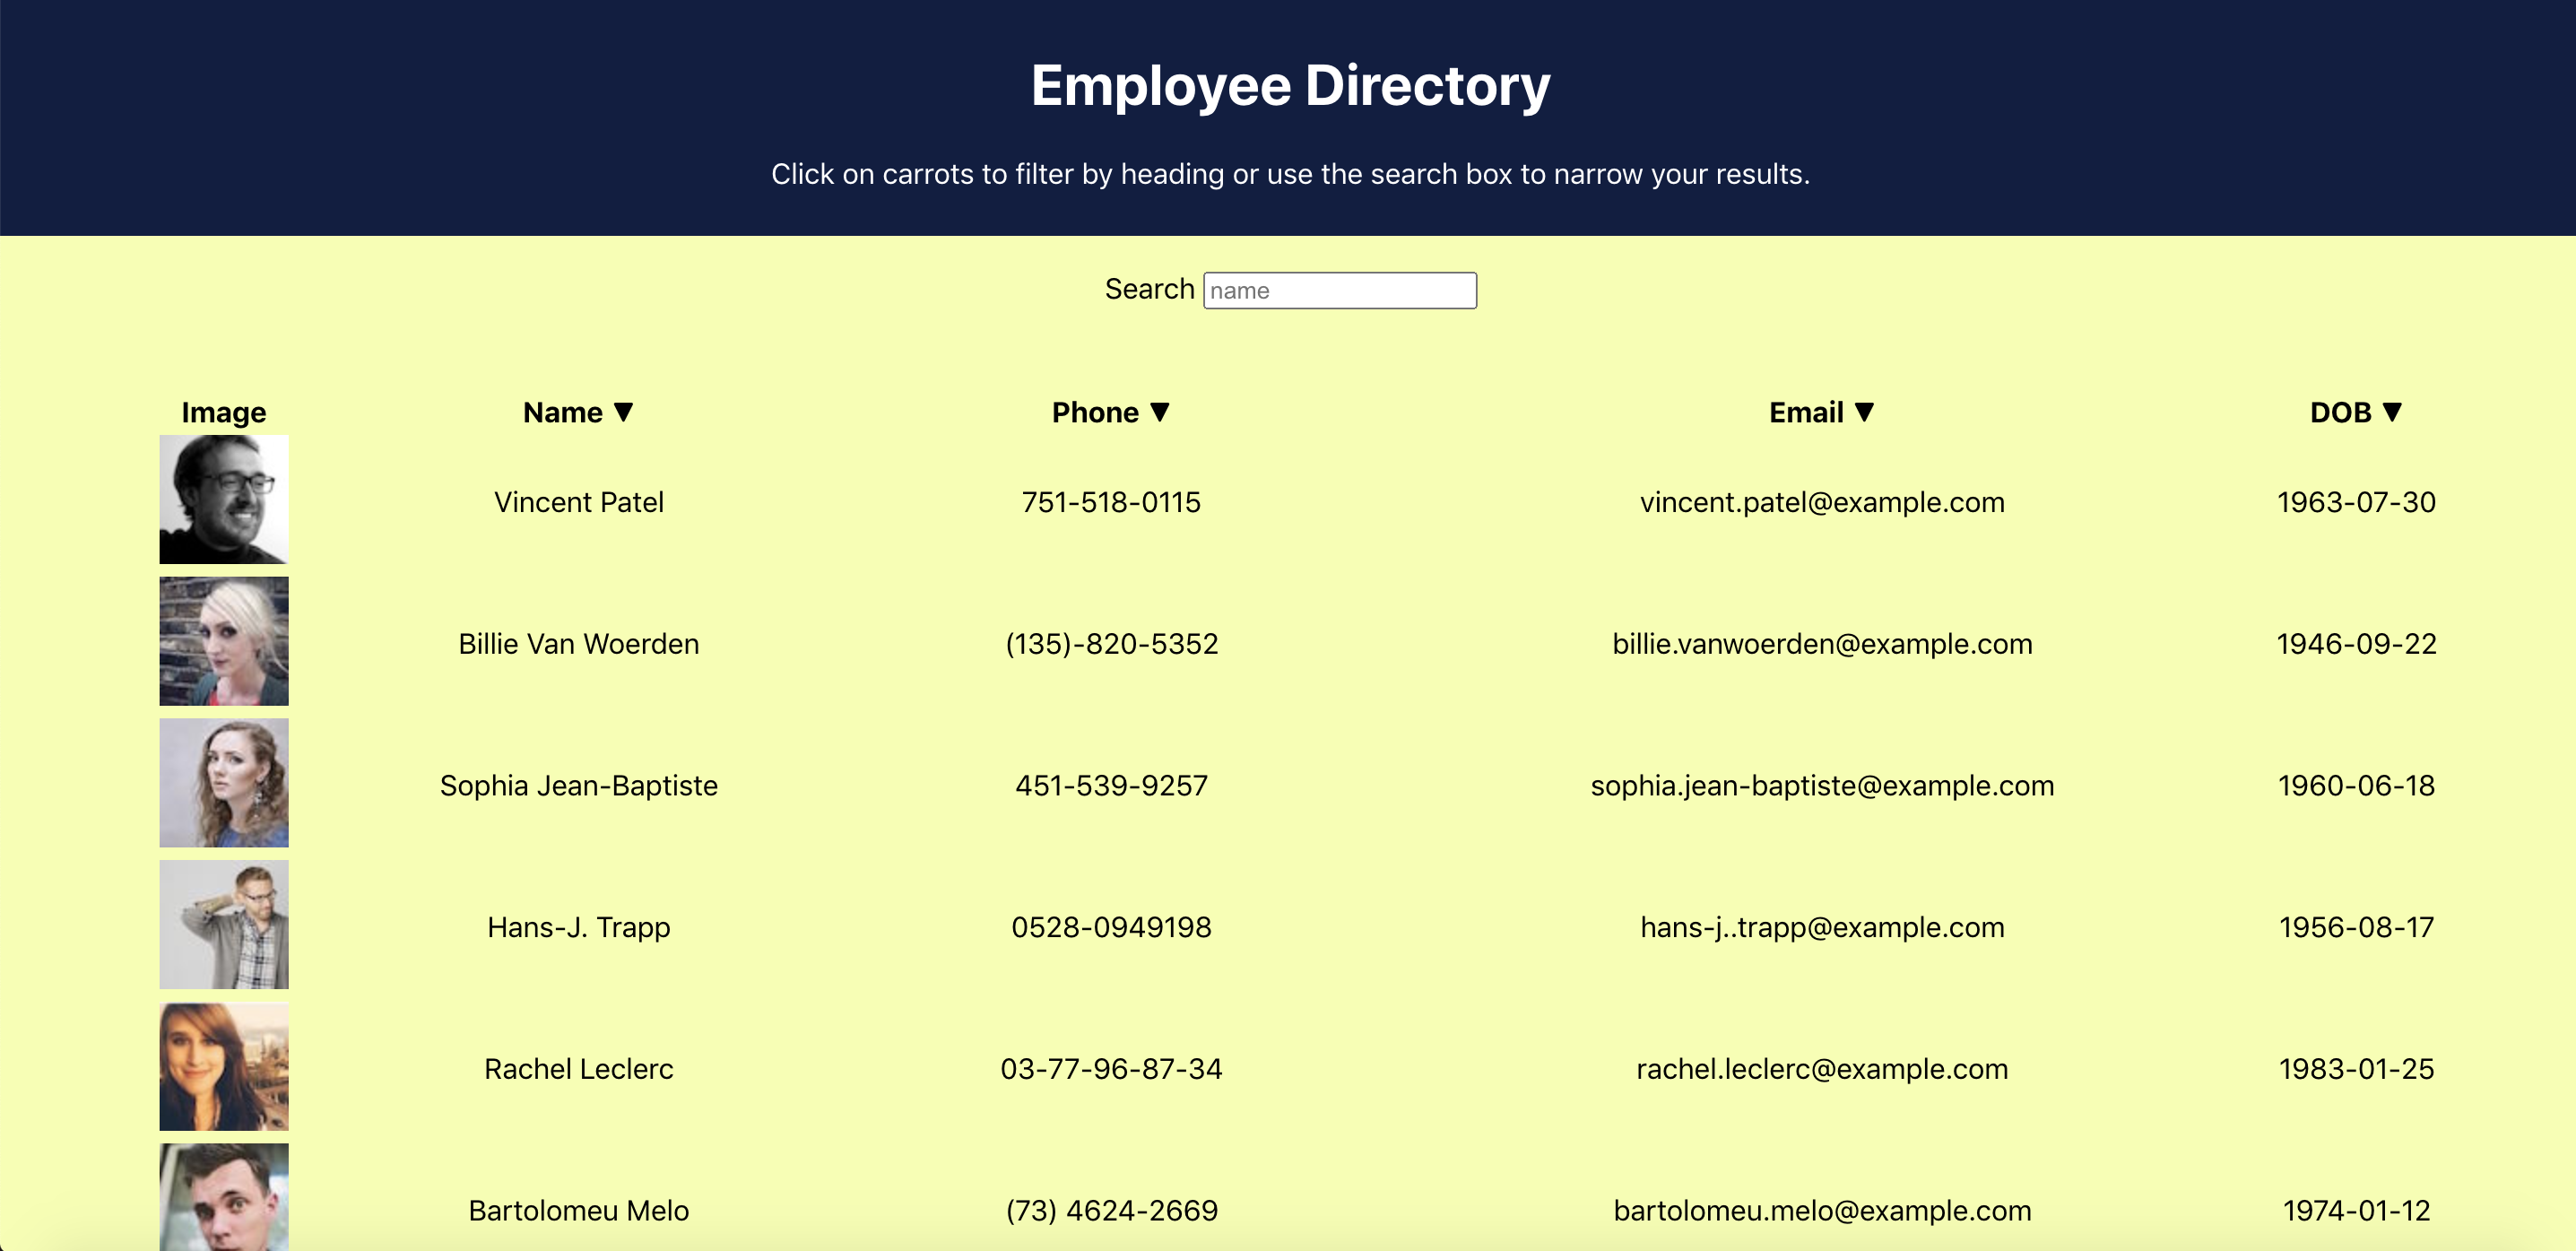 Employee Directory
Click on carrots to filter by heading or use the search box to narrow your results.
Search name
Image Name ▼ Phone ▼ Email ▼ DOB ▼
Vincent Patel 751-518-0115 vincent.patel@example.com 1963-07-30
Billie Van Woerden (135)-820-5352 billie.vanwoerden@example.com 1946-09-22
Sophia Jean-Baptiste 451-539-9257 sophia.jean-baptiste@example.com 1960-06-18
Hans-J. Trapp 0528-0949198 hans-j..trapp@example.com 1956-08-17
Rachel Leclerc 03-77-96-87-34 rachel.leclerc@example.com 1983-01-25
Bartolomeu Melo (73) 4624-2669 bartolomeu.melo@example.com 1974-01-12